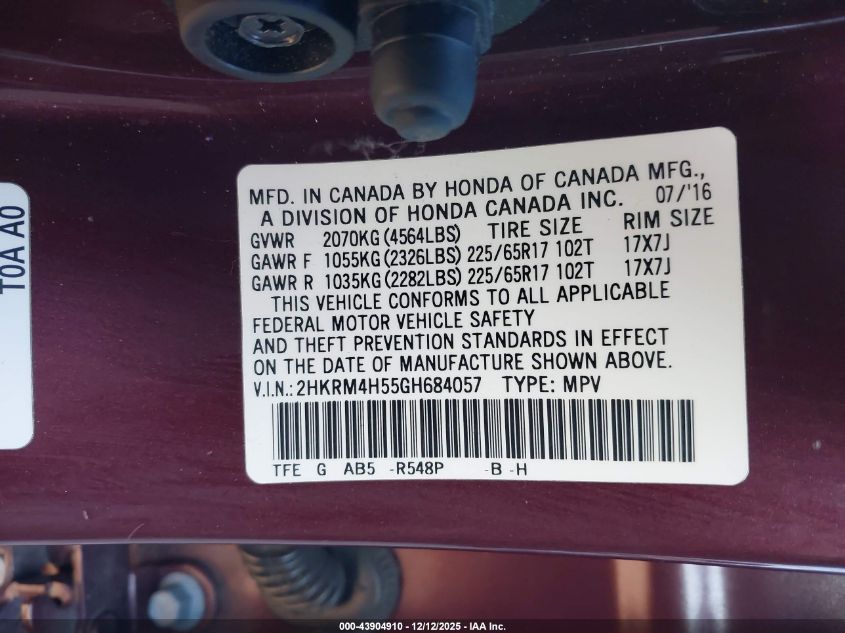 MFD. IN CANADA BY HONDA OF CANADA MFG.,
A DIVISION OF HONDA CANADA INC. 07/'16
GVWR 2070KG(4564LBS) TIRE SIZE RIM SIZE
GAWR F 1055KG(2326LBS) 225/65R17 102T 17X7J
GAWR R 1035KG(2282LBS) 225/65R17 102T 17X7J
THIS VEHICLE CONFORMS TO ALL APPLICABLE
FEDERAL MOTOR VEHICLE SAFETY
AND THEFT PREVENTION STANDARDS IN EFFECT
ON THE DATE OF MANUFACTURE SHOWN ABOVE.
V.I.N.:2HKRM4H55GH684057 TYPE: MPV
TFE G AB5 -R548P -B -H
T0A A0
000-43904910 - 12/12/2025 - IAA Inc.